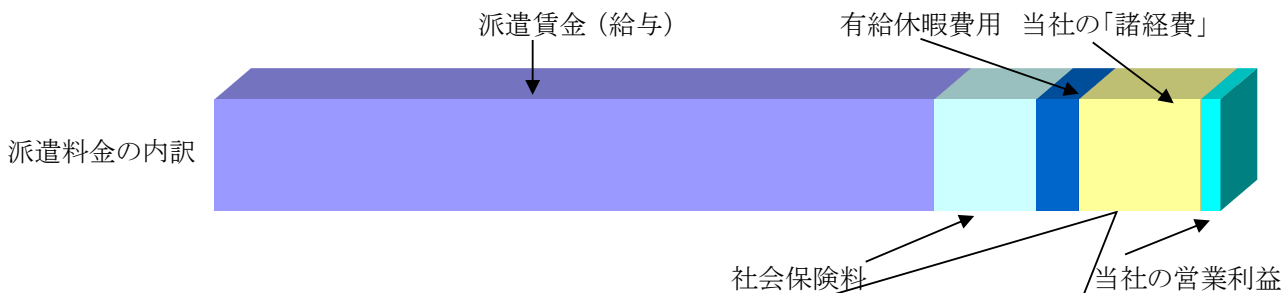 派遣賃金（給与）
有給休暇費用
当社の「諸経費」
派遣料金の内訳
社会保険料
当社の営業利益